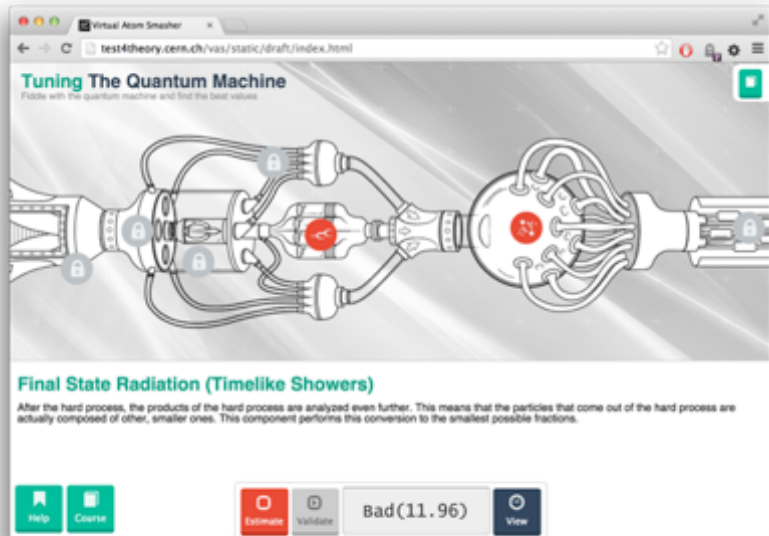 Virtual Atom Smasher
test4theory.cern.ch/vas/static/draft/index.html
Tuning The Quantum Machine
Fiddle with the quantum machine and find the best values
Final State Radiation (Timelike Showers)
After the hard process, the products of the hard process are analyzed even further. This means that the particles that come out of the hard process are
actually composed of other, smaller ones. This component performs this conversion to the smallest possible fractions.
Help
Course
Estimate
Validate
Bad(11.96)
View